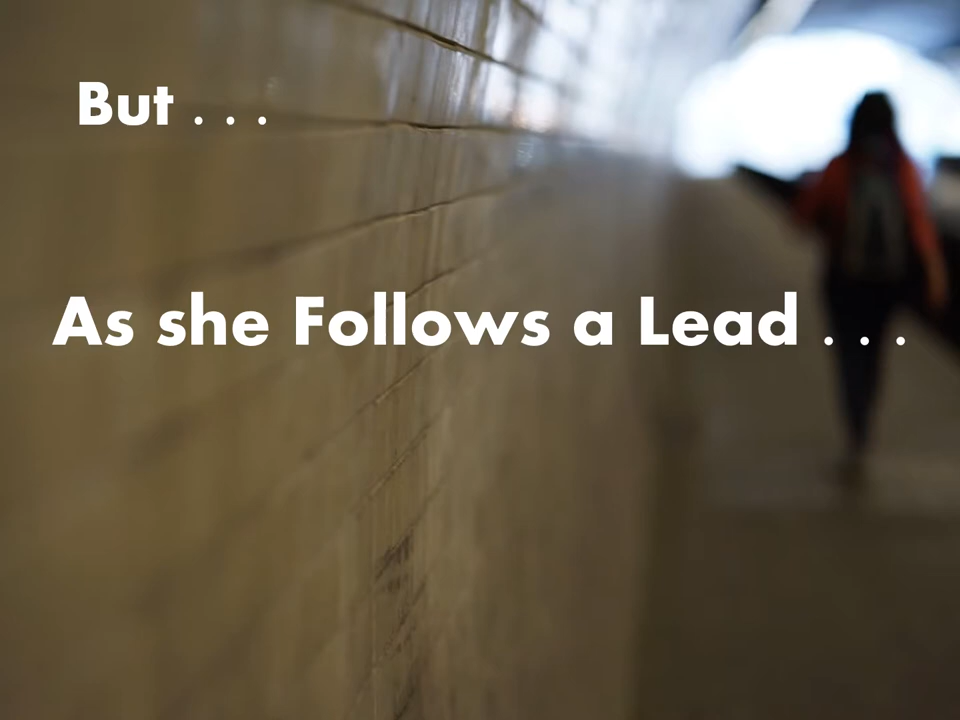 But . . .
As she Follows a Lead . . .